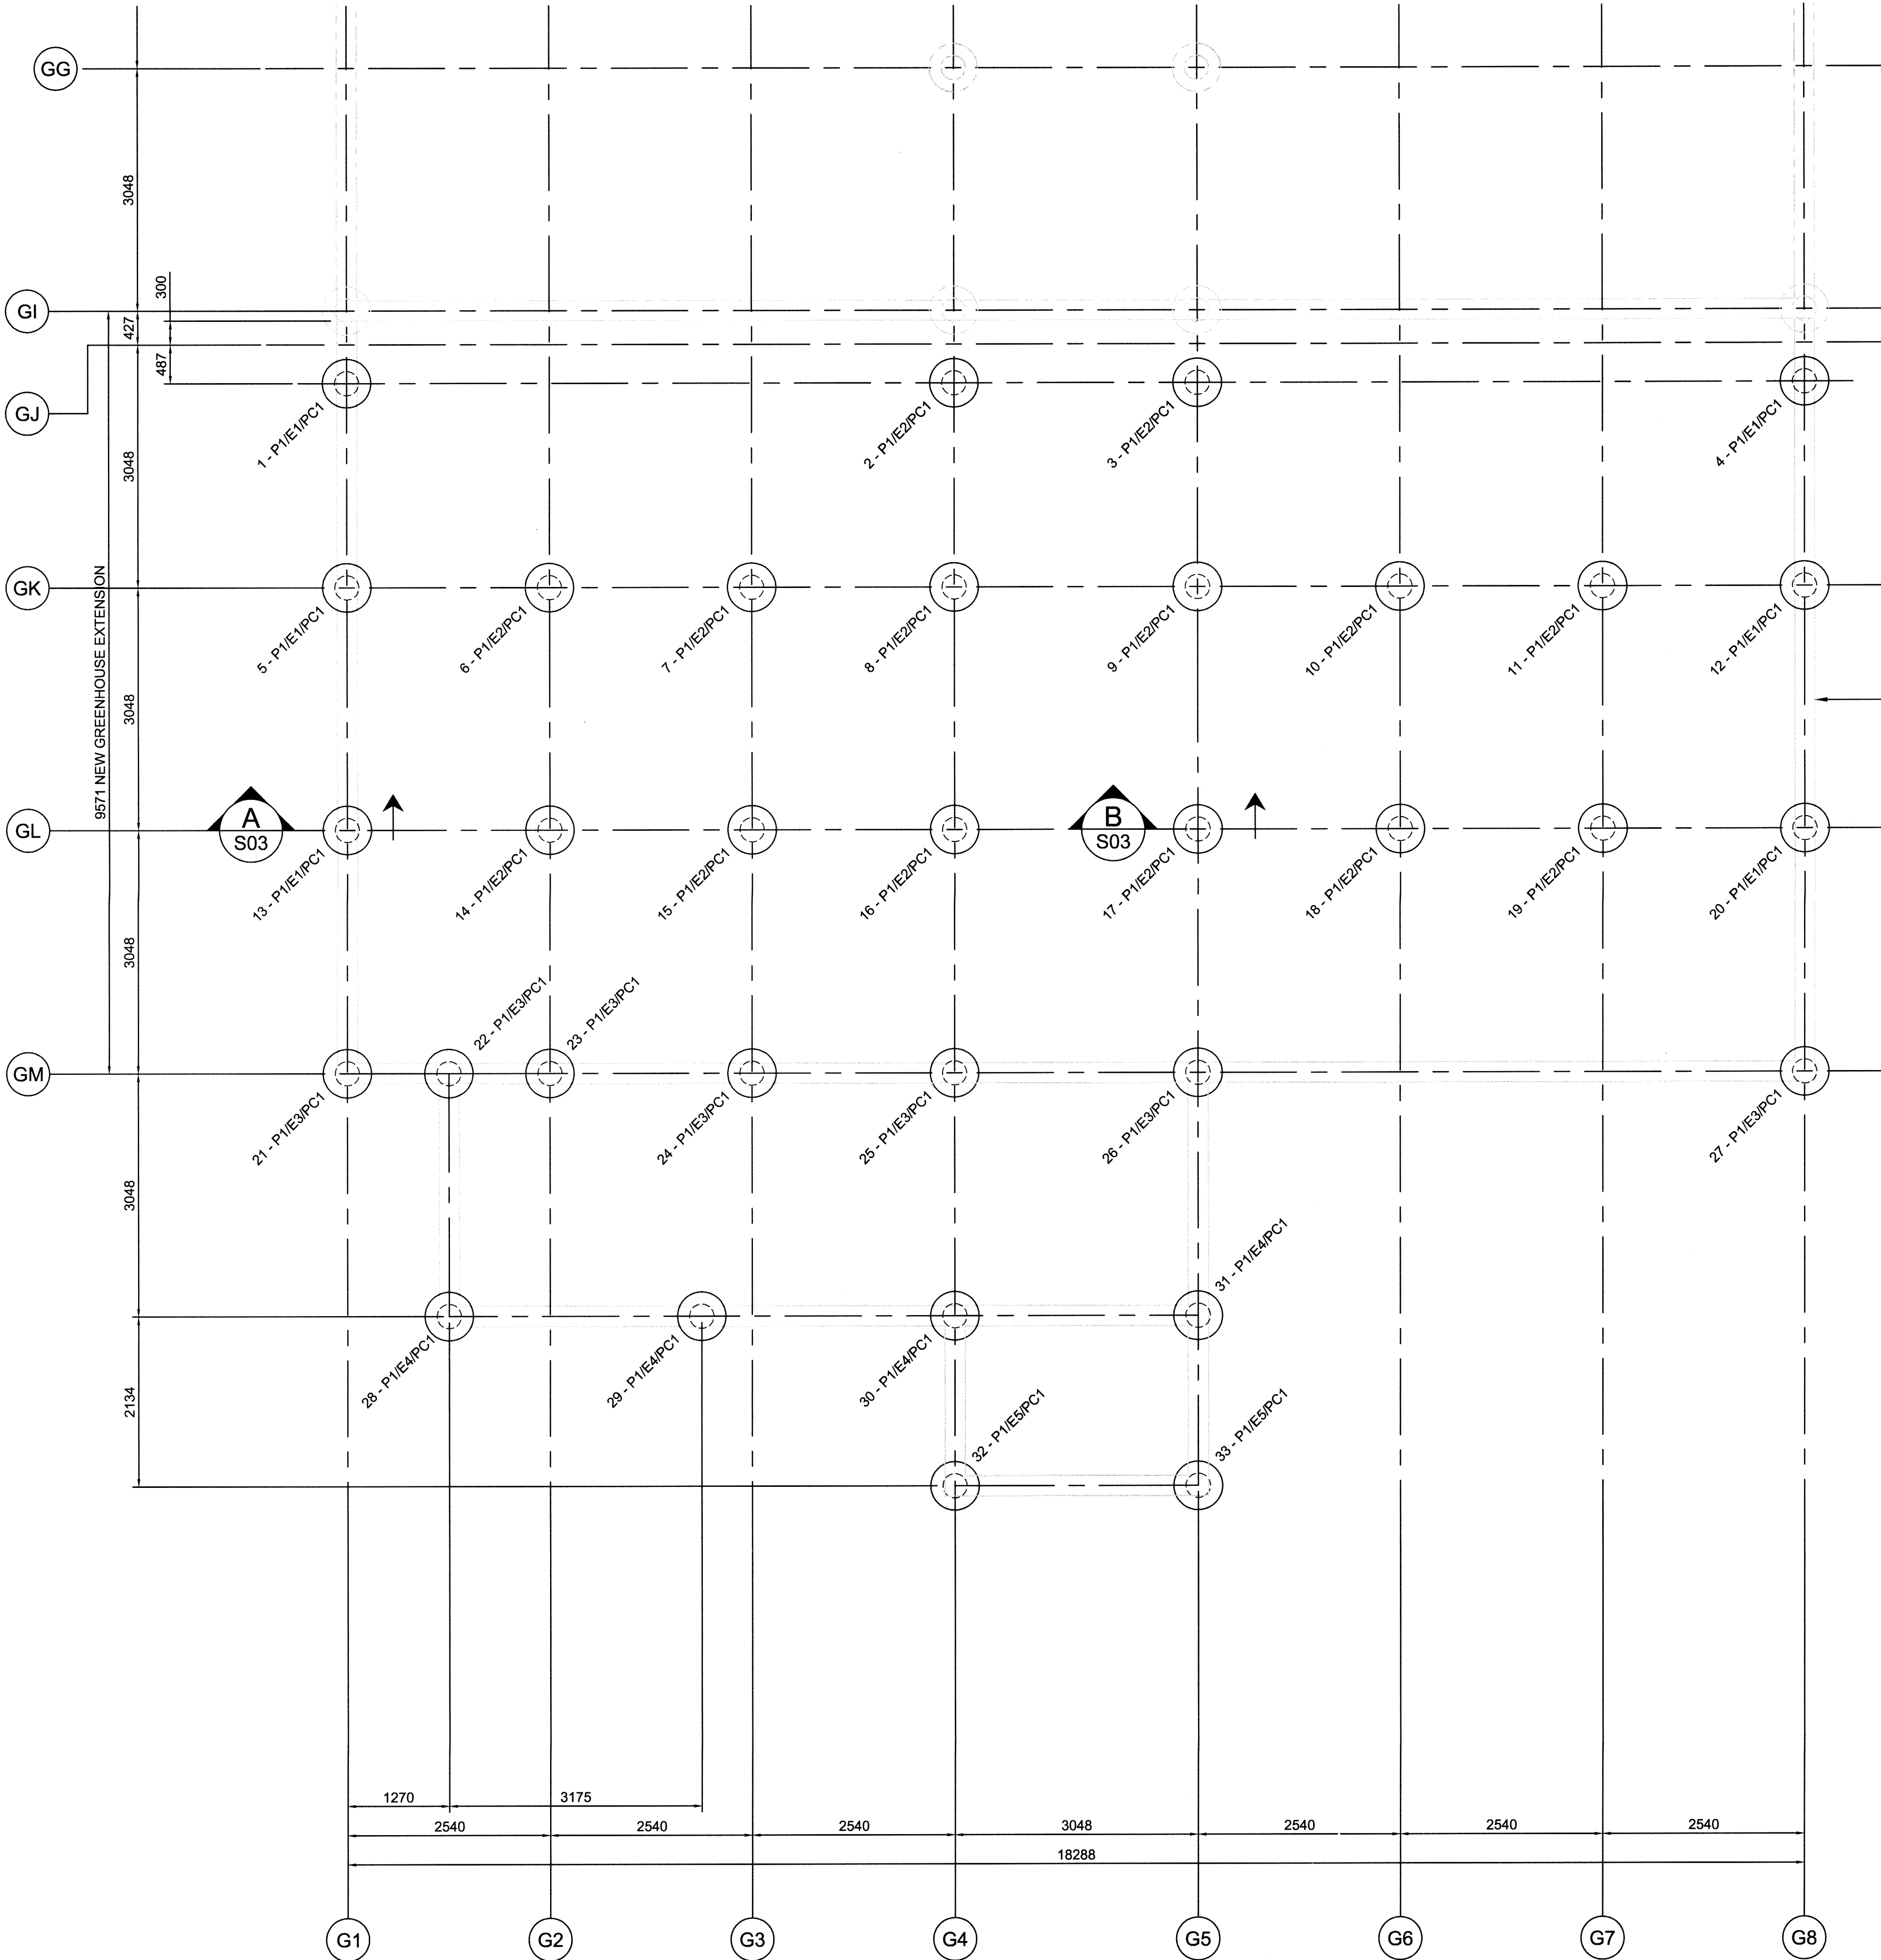 GG
3048
300
GI
427
487
GJ
1 - P1/E1/PC1
2 - P1/E2/PC1
3 - P1/E2/PC1
4 - P1/E1/PC1
3048
9571 NEW GREENHOUSE EXTENSION
GK
5 - P1/E1/PC1
6 - P1/E2/PC1
7 - P1/E2/PC1
8 - P1/E2/PC1
9 - P1/E2/PC1
10 - P1/E2/PC1
11 - P1/E2/PC1
12 - P1/E1/PC1
3048
GL
A
S03
B
S03
13 - P1/E1/PC1
14 - P1/E2/PC1
15 - P1/E2/PC1
16 - P1/E2/PC1
17 - P1/E2/PC1
18 - P1/E2/PC1
19 - P1/E2/PC1
20 - P1/E1/PC1
3048
22 - P1/E3/PC1
23 - P1/E3/PC1
GM
21 - P1/E3/PC1
24 - P1/E3/PC1
25 - P1/E3/PC1
26 - P1/E3/PC1
27 - P1/E3/PC1
3048
31 - P1/E4/PC1
28 - P1/E4/PC1
29 - P1/E4/PC1
30 - P1/E4/PC1
2134
32 - P1/E5/PC1
33 - P1/E5/PC1
1270
3175
2540
2540
2540
3048
2540
2540
2540
18288
G1
G2
G3
G4
G5
G6
G7
G8